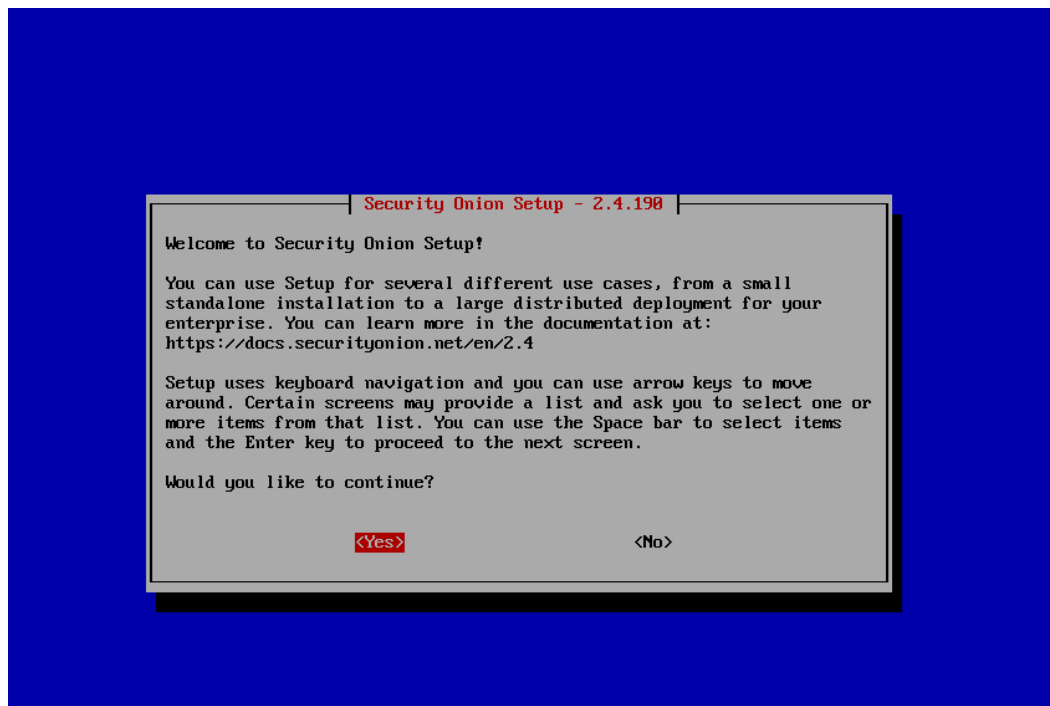 Security Onion Setup - 2.4.190
Welcome to Security Onion Setup!
You can use Setup for several different use cases, from a small
standalone installation to a large distributed deployment for your
enterprise. You can learn more in the documentation at:
https://docs.securityonion.net/en/2.4
Setup uses keyboard navigation and you can use arrow keys to move
around. Certain screens may provide a list and ask you to select one or
more items from that list. You can use the Space bar to select items
and the Enter key to proceed to the next screen.
Would you like to continue?
<Yes> <No>